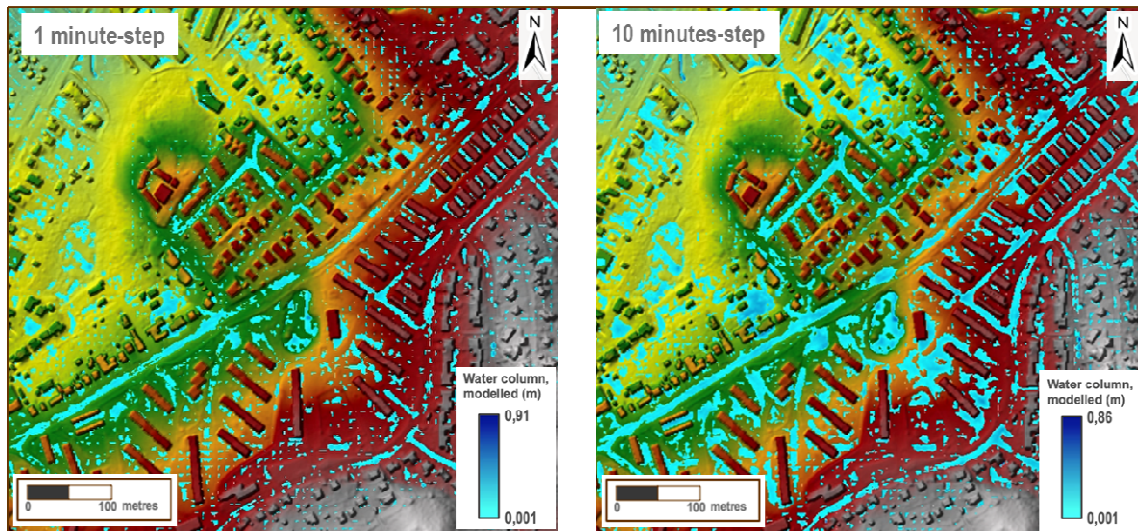 1 minute-step
N
Water column,
modelled (m)
0,91
0,001
0 100
metres
10 minutes-step
N
Water column,
modelled (m)
0,86
0,001
0 100
metres